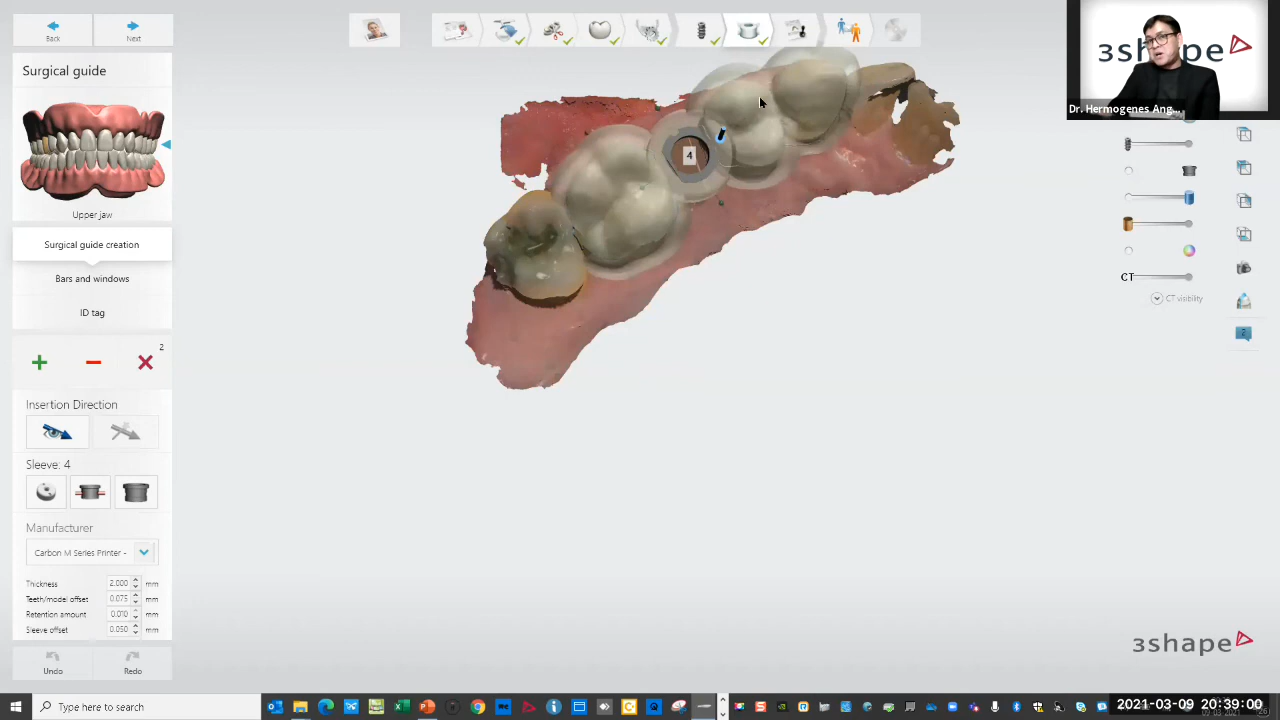 Back
Next
Surgical guide
Upper jaw
Surgical guide creation
Bars and windows
ID tag
2
Insertion Direction
Sleeve: 4
Manufacturer
Carbon M Series Printer -
Thickness 2.000 mm
Teeth/model offset 0.075 mm
Retention amount 0.010 mm
Sleeve offset 0.050 mm
Undo
Redo
4
3shape
Dr. Hermogenes Ang...
CT
CT visibility
2
3shape
Type here to search
2021-03-09 20:39:00